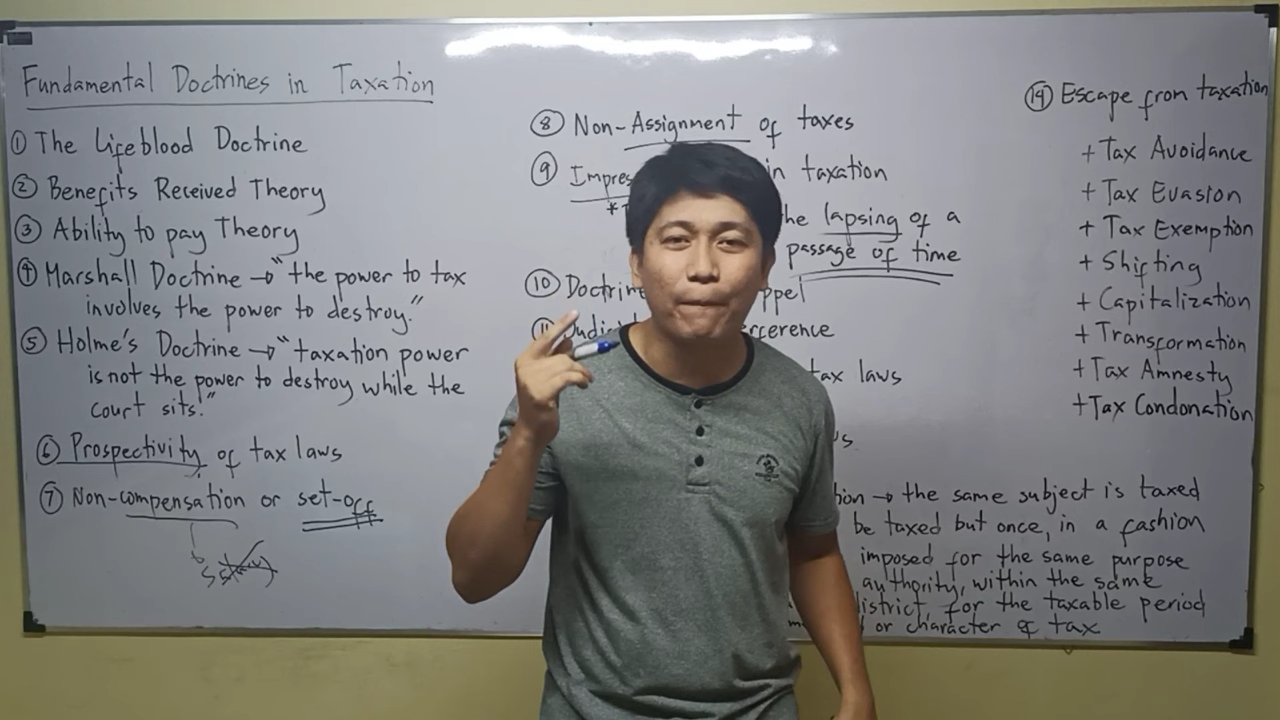 Fundamental Doctrines in Taxation
① The Lifeblood Doctrine
② Benefits Received Theory
③ Ability to pay Theory
④ Marshall Doctrine → "the power to tax
involves the power to destroy."
⑤ Holme's Doctrine → "taxation power
is not the power to destroy while the
court sits."
⑥ Prospectivity of tax laws
⑦ Non-compensation or set-off
⑧ Non-Assignment of taxes
⑨ in taxation
lapsing of a
passage of time
⑩
⑪
tax laws
→ the same subject is taxed
be taxed but once, in a fashion
imposed for the same purpose
authority, within the same
for the taxable period
or character of tax
⑭ Escape from taxation
+ Tax Avoidance
+ Tax Evasion
+ Tax Exemption
+ Shifting
+ Capitalization
+ Transformation
+ Tax Amnesty
+ Tax Condonation